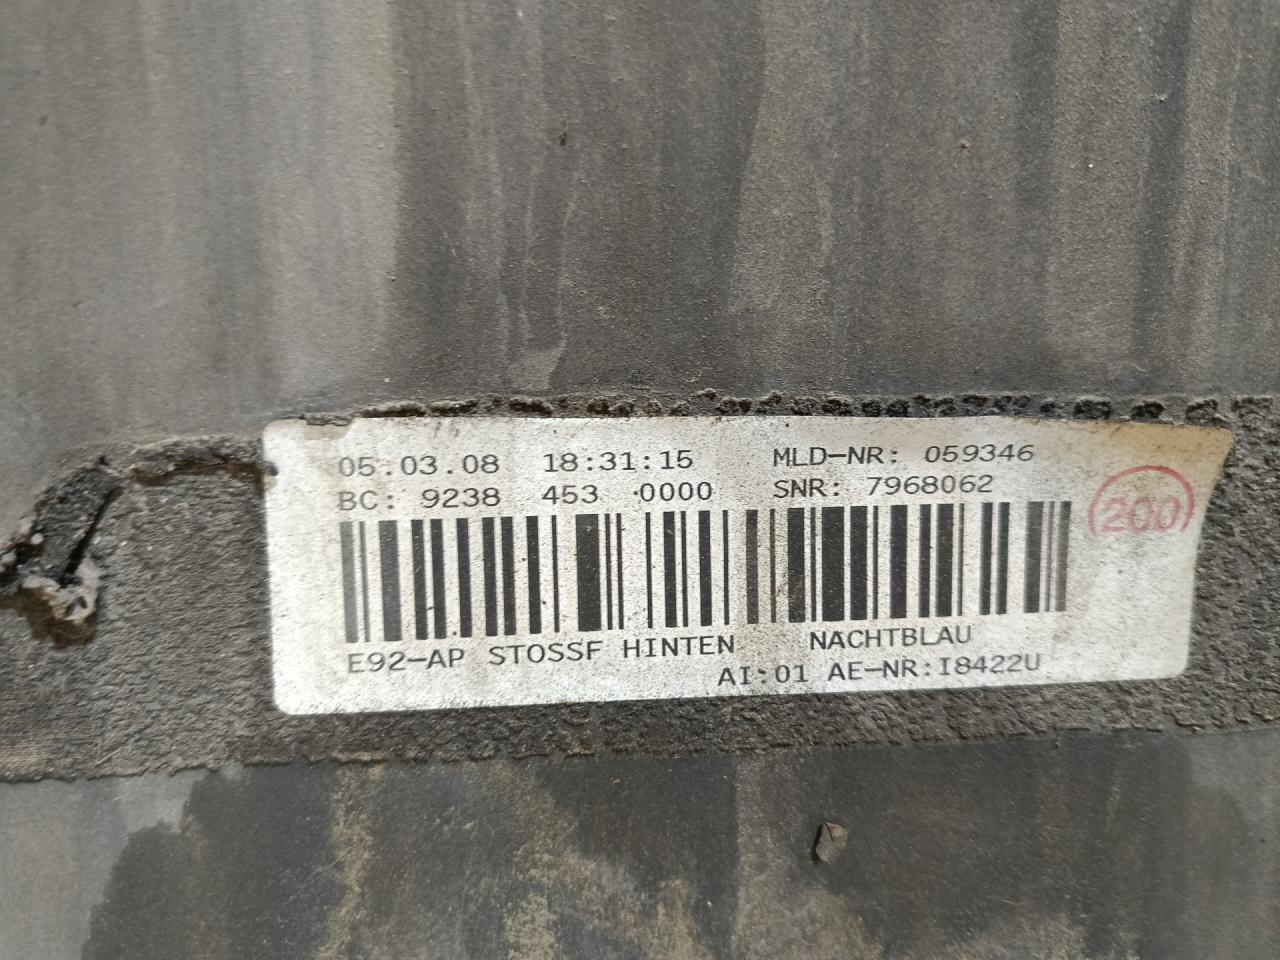 05.03.08 18:31:15 MLD-NR: 059346
BC: 9238 453 0000 SNR: 7968062
200
E92-AP STOSSF HINTEN NACHTBLAU
AI:01 AE-NR:I8422U